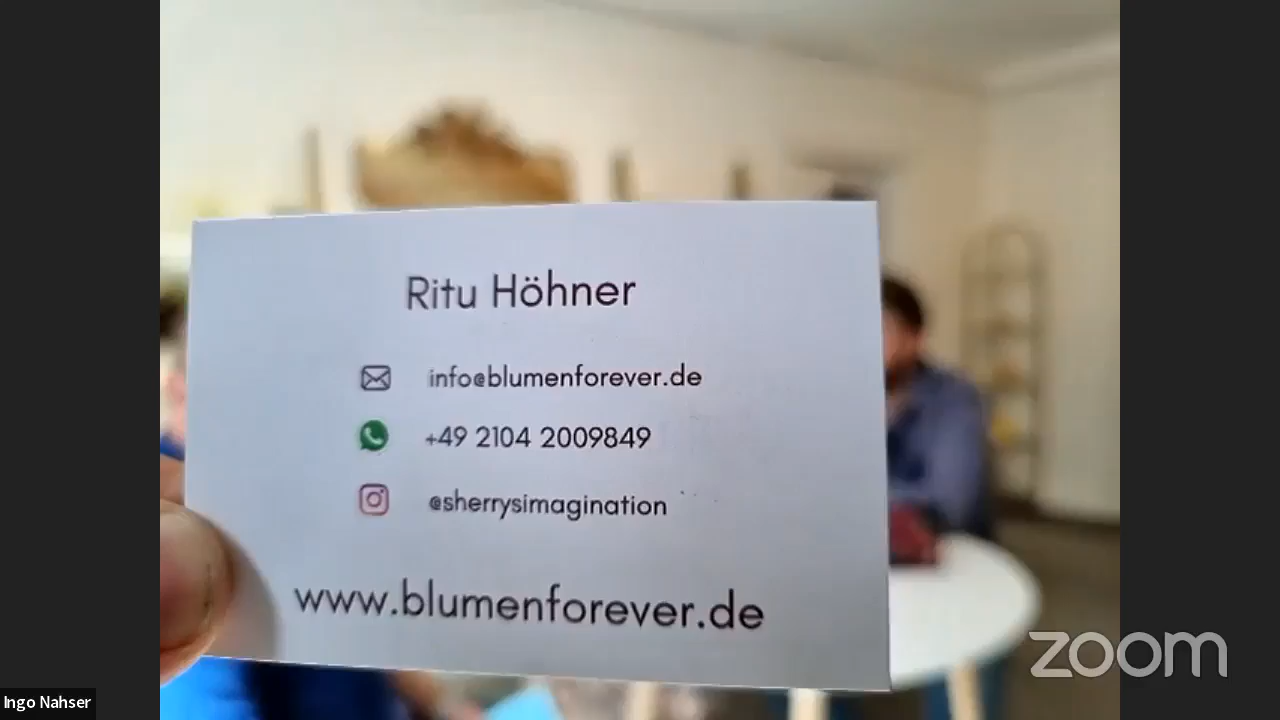 Ritu Höhner
info@blumenforever.de
+49 2104 2009849
@sherrysimagination
www.blumenforever.de
zoom
Ingo Nahser